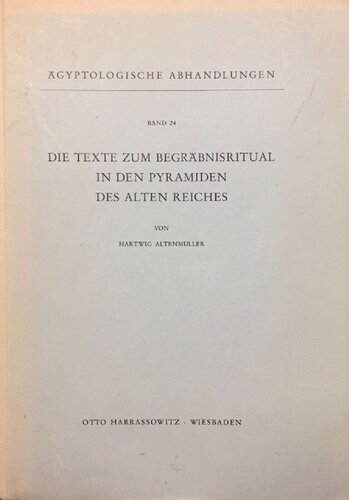 ÄGYPTOLOGISCHE ABHANDLUNGEN
BAND 24
DIE TEXTE ZUM BEGRÄBNISRITUAL
IN DEN PYRAMIDEN
DES ALTEN REICHES
VON
HARTWIG ALTENMÜLLER
OTTO HARRASSOWITZ · WIESBADEN